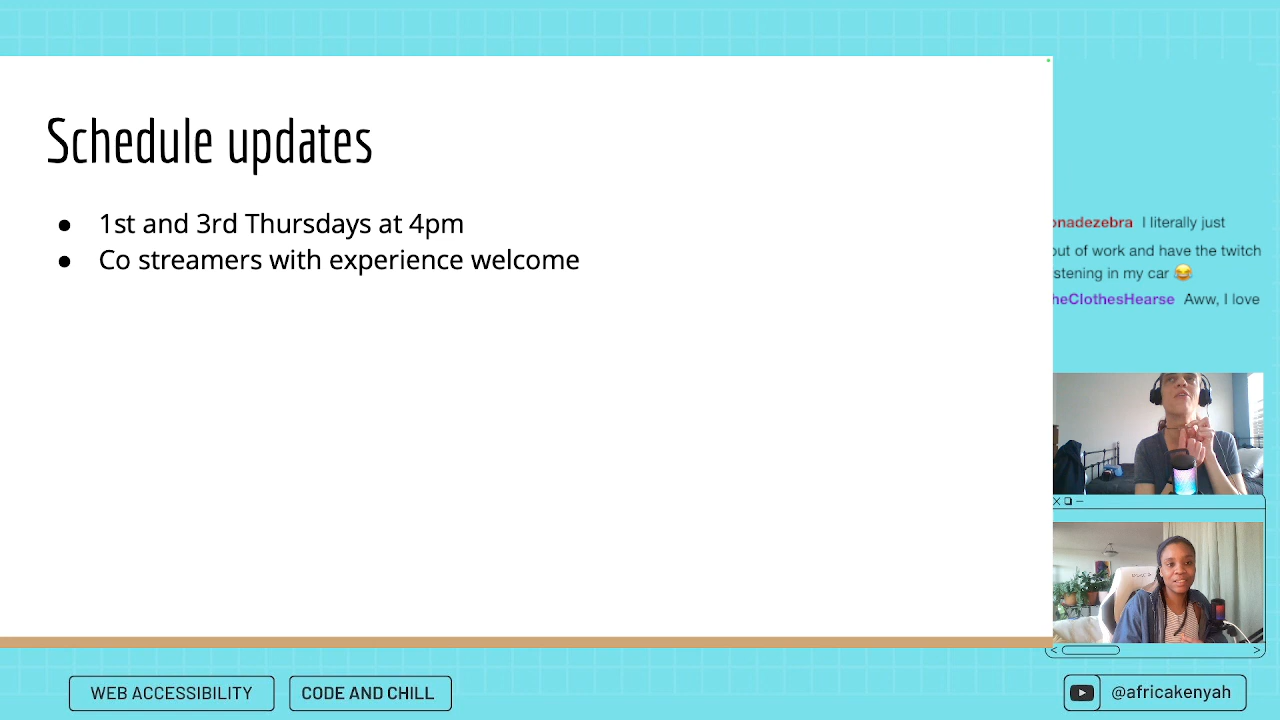 Schedule updates
● 1st and 3rd Thursdays at 4pm
● Co streamers with experience welcome
onadezebra I literally just
out of work and have the twitch
istening in my car 😂
heClothesHearse Aww, I love
WEB ACCESSIBILITY
CODE AND CHILL
@africakenyah